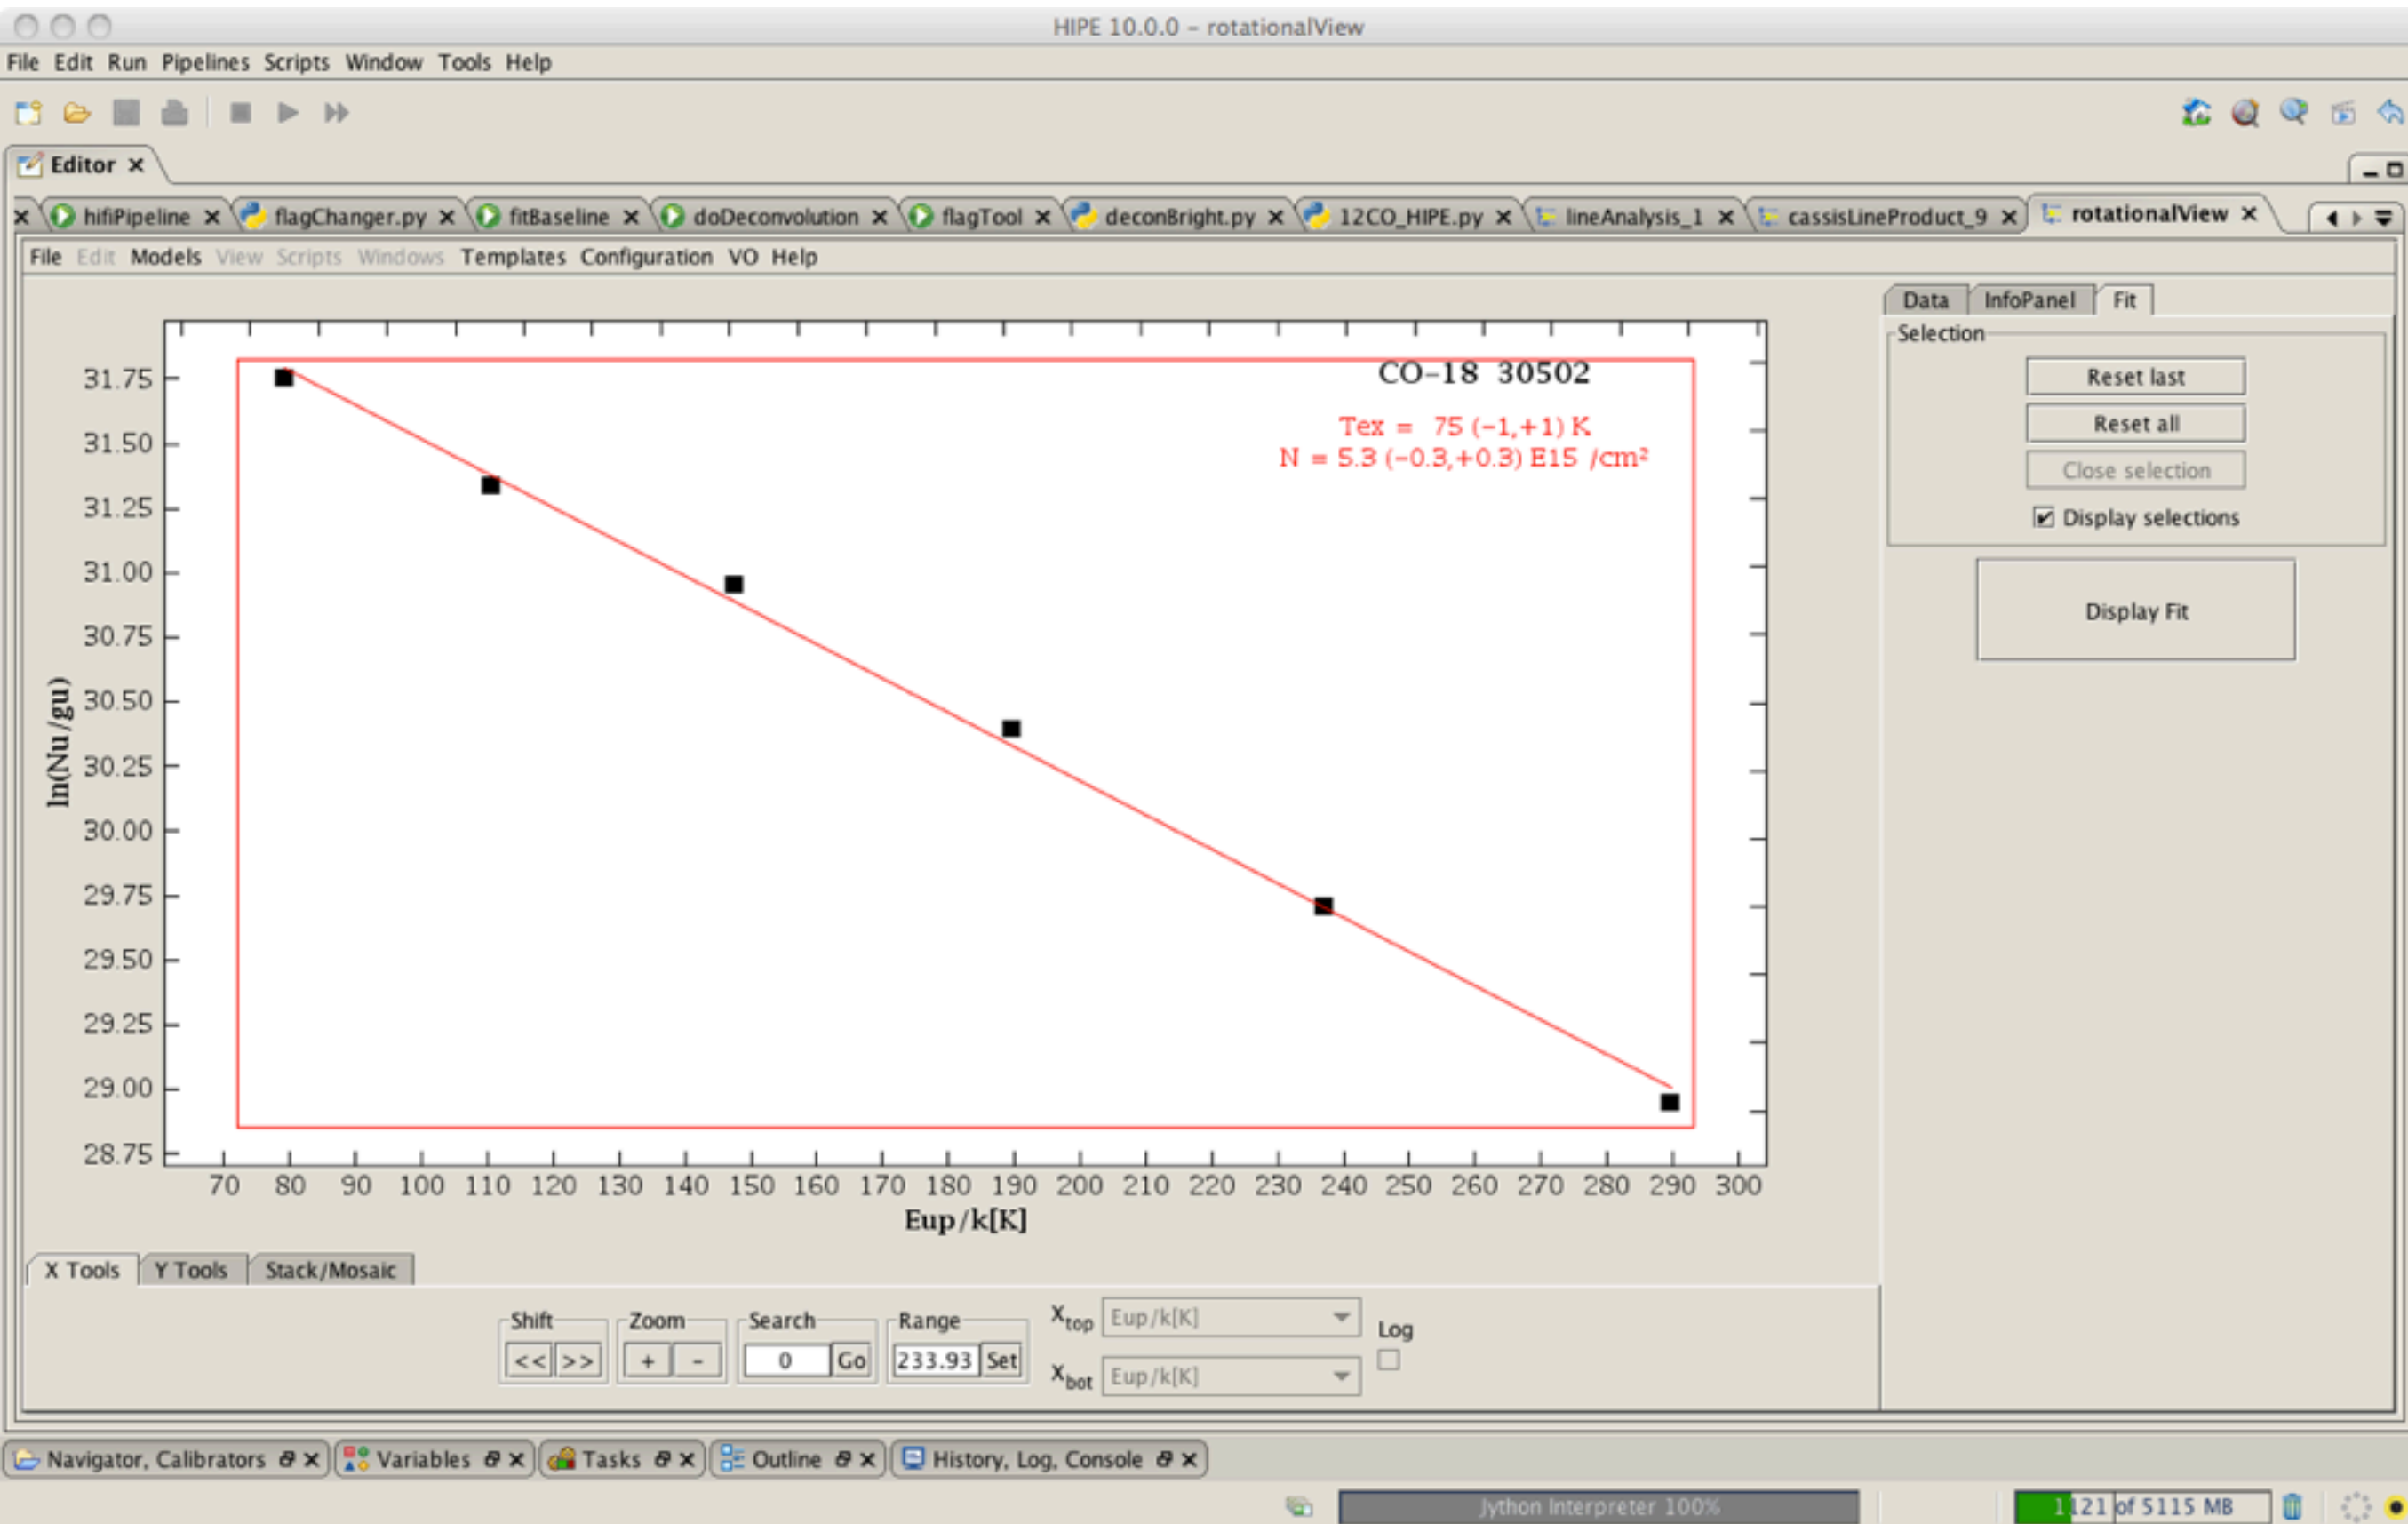 HIPE 10.0.0 – rotationalView
File Edit Run Pipelines Scripts Window Tools Help
Editor
hifiPipeline flagChanger.py fitBaseline doDeconvolution flagTool deconBright.py 12CO_HIPE.py lineAnalysis_1 cassisLineProduct_9 rotationalView
File Edit Models View Scripts Windows Templates Configuration VO Help
Data InfoPanel Fit
Selection
Reset last
Reset all
Close selection
Display selections
Display Fit
CO-18 30502
Tex = 75 (-1,+1) K
N = 5.3 (-0.3,+0.3) E15 /cm²
31.75
31.50
31.25
31.00
30.75
30.50
30.25
30.00
29.75
29.50
29.25
29.00
28.75
ln(Nu/gu)
70 80 90 100 110 120 130 140 150 160 170 180 190 200 210 220 230 240 250 260 270 280 290 300
Eup/k[K]
X Tools Y Tools Stack/Mosaic
Shift Zoom Search Range
<< >> + - 0 Go 233.93 Set
Xtop Eup/k[K]
Xbot Eup/k[K]
Log
Navigator, Calibrators Variables Tasks Outline History, Log, Console
Jython Interpreter 100%
1121 of 5115 MB